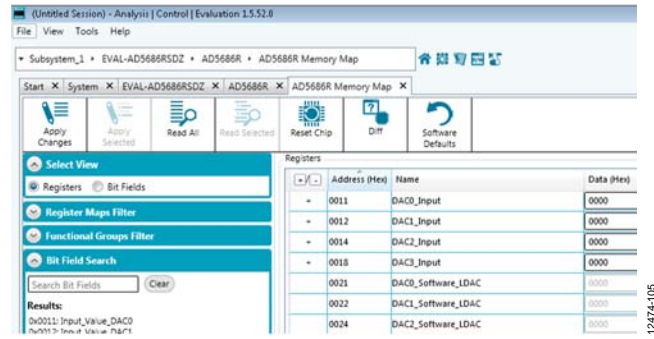 (Untitled Session) - Analysis | Control | Evaluation 1.5.52.0
File View Tools Help
Subsystem_1 EVAL-AD5686RSDZ AD5686R AD5686R Memory Map
Start System EVAL-AD5686RSDZ AD5686R AD5686R Memory Map
Apply Changes
Apply Selected
Read All
Read Selected
Reset Chip
Diff
Software Defaults
Select View
Registers Bit Fields
Register Maps Filter
Functional Groups Filter
Bit Field Search
Search Bit Fields Clear
Results:
0x0011: Input_Value_DAC0
0x0012: Input_Value_DAC1
Registers
+/- Address (Hex) Name Data (Hex)
+ 0011 DAC0_Input 0000
+ 0012 DAC1_Input 0000
+ 0014 DAC2_Input 0000
+ 0018 DAC3_Input 0000
0021 DAC0_Software_LDAC 0000
0022 DAC1_Software_LDAC 0000
0024 DAC2_Software_LDAC 0000
12474-105